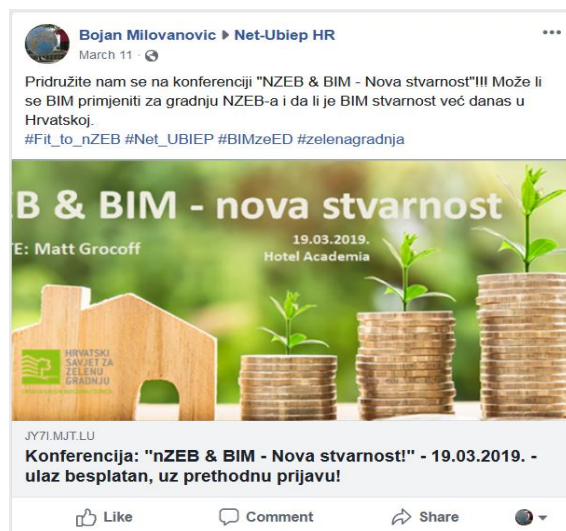 Bojan Milovanovic ▸ Net-Ubiep HR
March 11 ·
Pridružite nam se na konferenciji "NZEB & BIM - Nova stvarnost"!!! Može li
se BIM primjeniti za gradnju NZEB-a i da li je BIM stvarnost već danas u
Hrvatskoj.
#Fit_to_nZEB #Net_UBIEP #BIMzeED #zelenagradnja
B & BIM - nova stvarnost
E: Matt Grocoff
19.03.2019.
Hotel Academia
HRVATSKI
SAVJET ZA
ZELENU
GRADNJU
JY7I.MJT.LU
Konferencija: "nZEB & BIM - Nova stvarnost!" - 19.03.2019. -
ulaz besplatan, uz prethodnu prijavu!
Like Comment Share